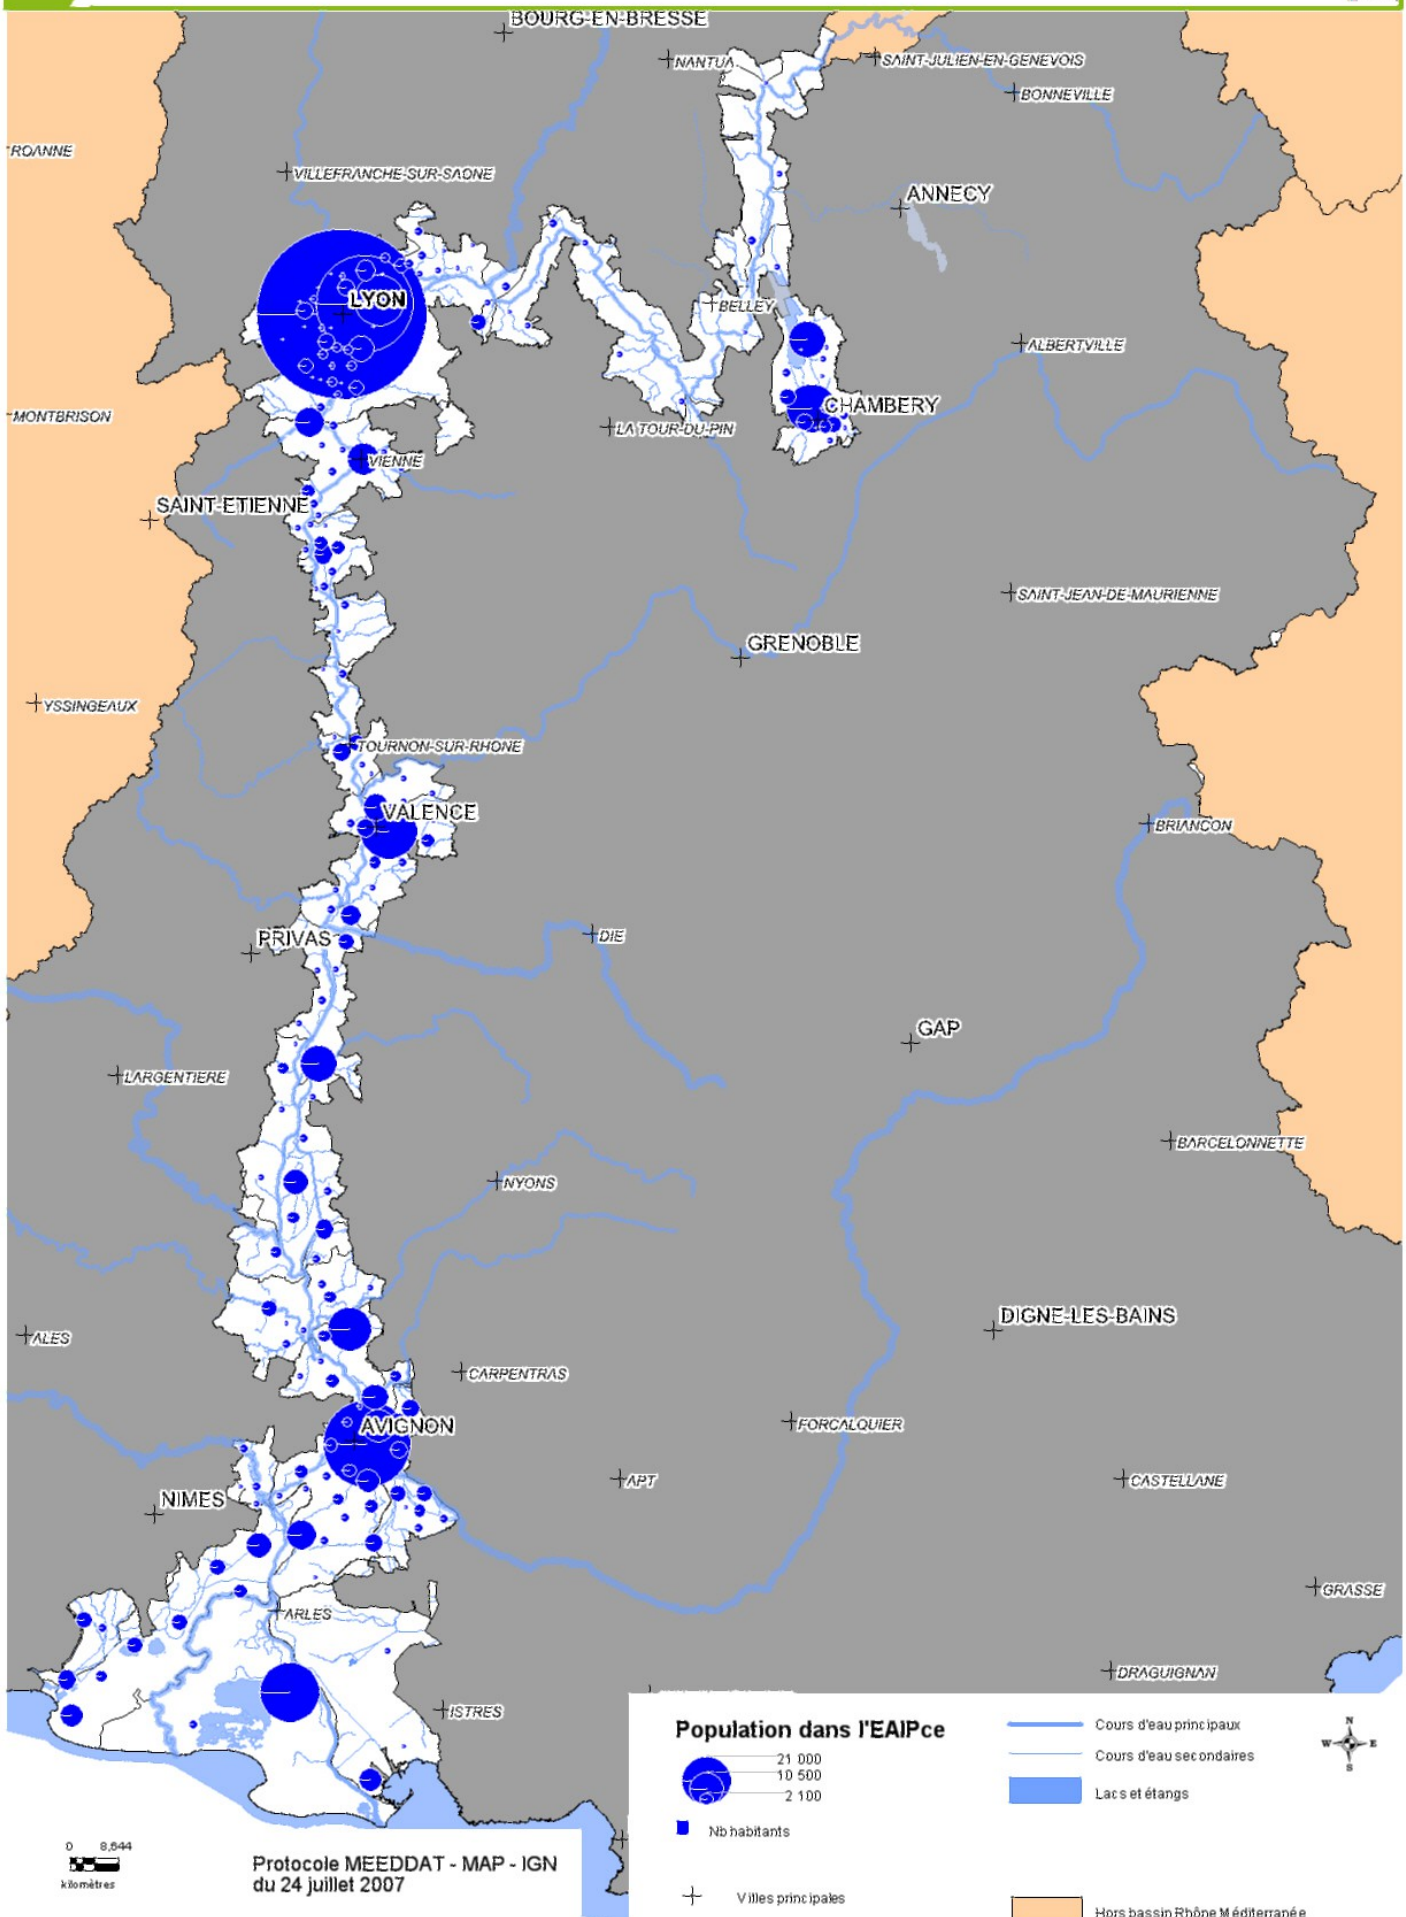 BOURG-EN-BRESSE
NANTUA
SAINT-JULIEN-EN-GENEVOIS
BONNEVILLE
ROANNE
VILLEFRANCHE-SUR-SAONE
ANNECY
LYON
BELLEY
ALBERTVILLE
MONTBRISON
CHAMBERY
LA TOUR-DU-PIN
VIENNE
SAINT-ETIENNE
SAINT-JEAN-DE-MAURIENNE
GRENOBLE
YSSINGEAUX
TOURNON-SUR-RHONE
VALENCE
BRIANCON
PRIVAS
DIE
GAP
LARGENTIERE
BARCELONNETTE
NYONS
DIGNE-LES-BAINS
ALES
CARPENTRAS
AVIGNON
FORCALQUIER
APT
CASTELLANE
NIMES
GRASSE
ARLES
DRAGUIGNAN
ISTRES
Population dans l'EAIPce
21 000
10 500
2 100
Nb habitants
Villes principales
Cours d'eau principaux
Cours d'eau secondaires
Lacs et étangs
Hors bassin Rhône Méditerranée
N
W E
S
0 8,644
kilomètres
Protocole MEEDDAT - MAP - IGN
du 24 juillet 2007